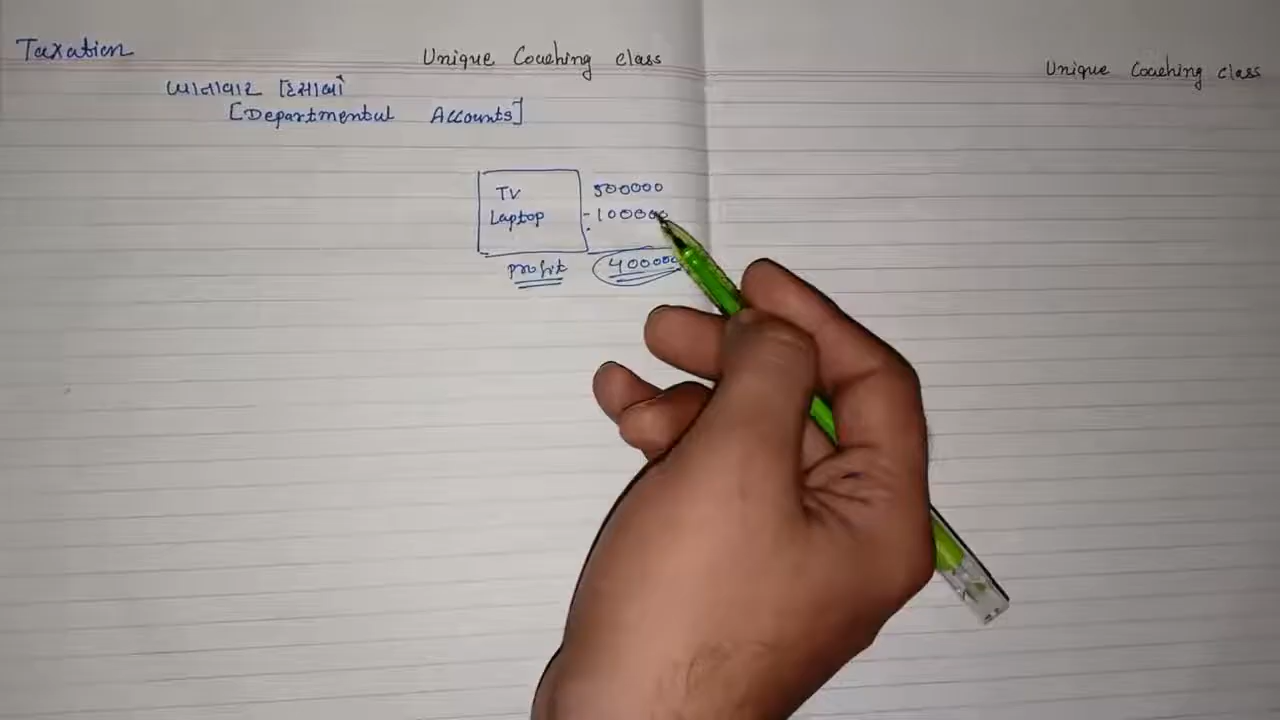 Taxation
Unique Coaching class
Unique Coaching class
ખાતાવાર હિસાબો
[Departmental Accounts]
TV 500000
Laptop -100000
profit 400000